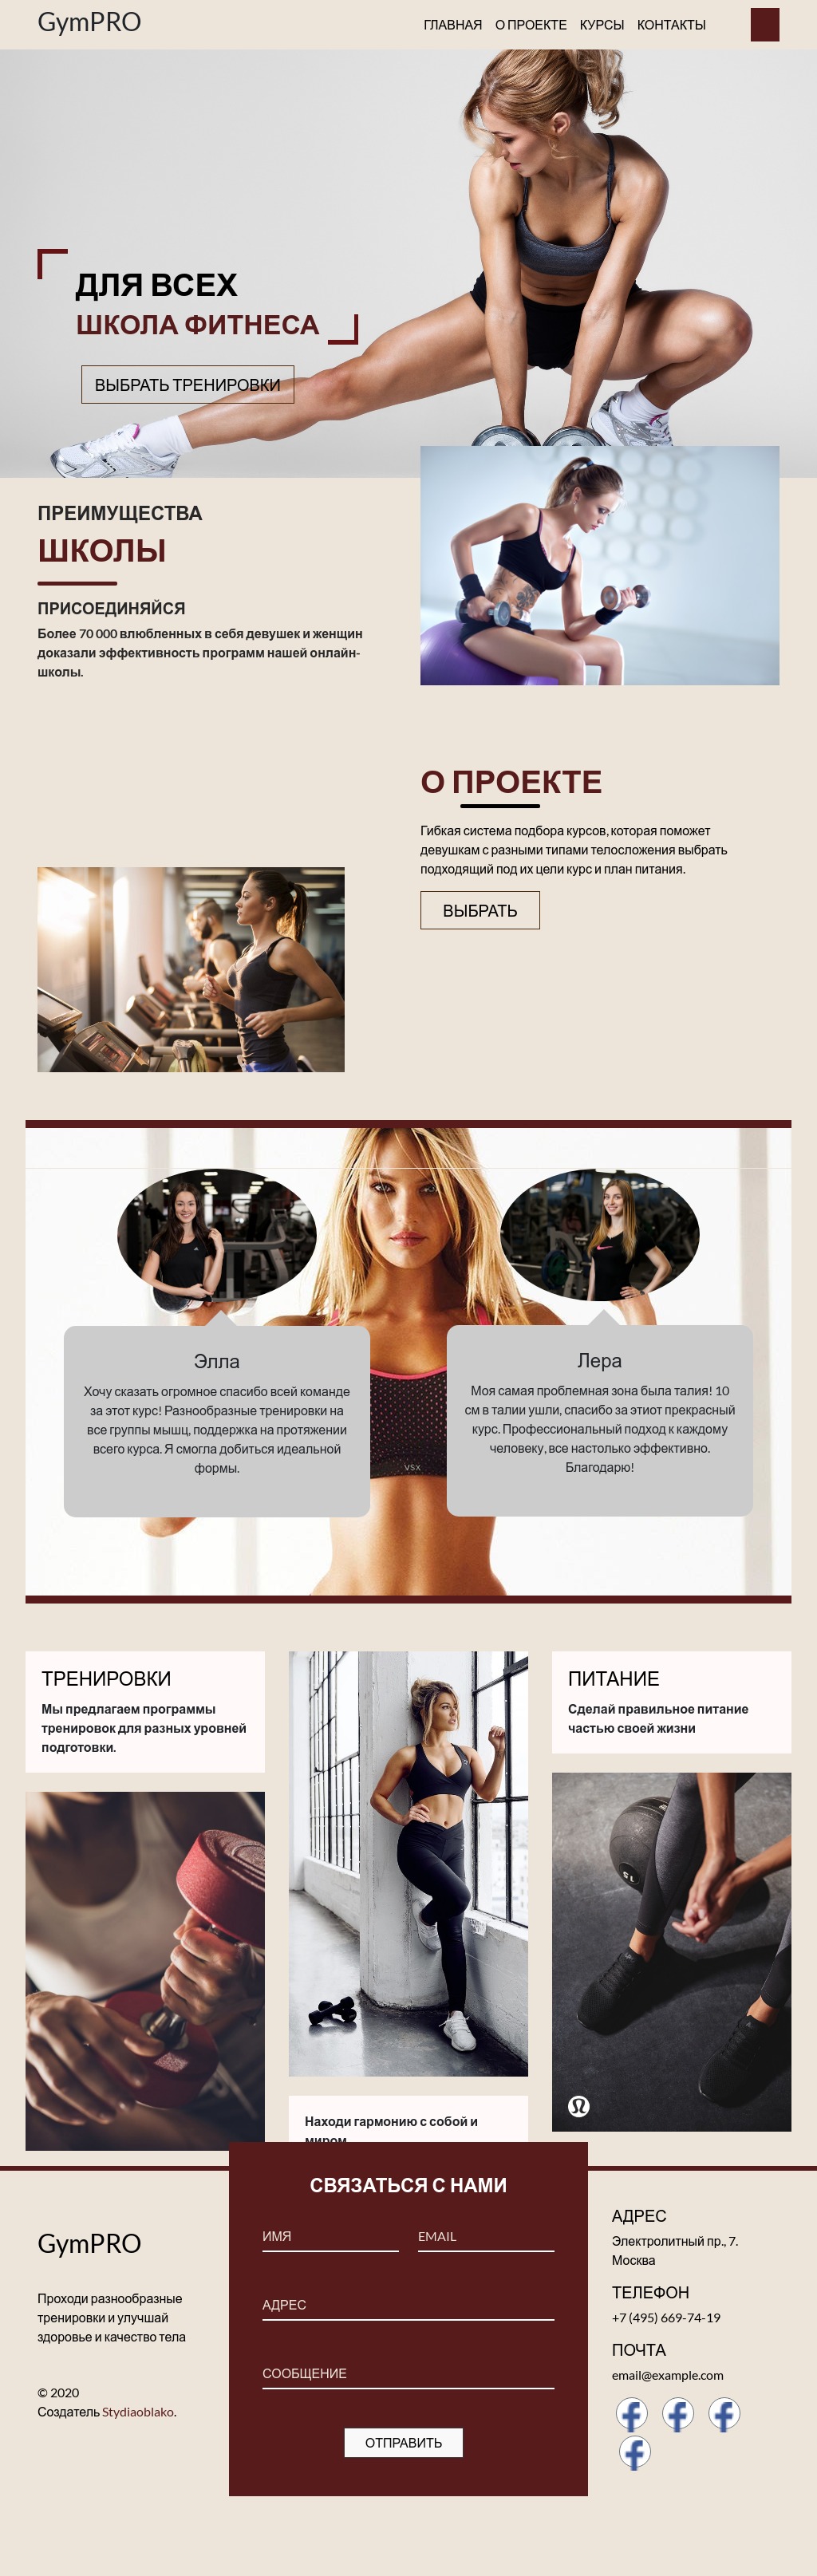 GymPRO
ГЛАВНАЯ О ПРОЕКТЕ КУРСЫ КОНТАКТЫ
ДЛЯ ВСЕХ
ШКОЛА ФИТНЕСА
ВЫБРАТЬ ТРЕНИРОВКИ
ПРЕИМУЩЕСТВА
ШКОЛЫ
ПРИСОЕДИНЯЙСЯ
Более 70 000 влюбленных в себя девушек и женщин
доказали эффективность программ нашей онлайн-
школы.
О ПРОЕКТЕ
Гибкая система подбора курсов, которая поможет
девушкам с разными типами телосложения выбрать
подходящий под их цели курс и план питания.
ВЫБРАТЬ
Элла
Хочу сказать огромное спасибо всей команде
за этот курс! Разнообразные тренировки на
все группы мышц, поддержка на протяжении
всего курса. Я смогла добиться идеальной
формы.
Лера
Моя самая проблемная зона была талия! 10
см в талии ушли, спасибо за этиот прекрасный
курс. Профессиональный подход к каждому
человеку, все настолько эффективно.
Благодарю!
vsx
ТРЕНИРОВКИ
Мы предлагаем программы
тренировок для разных уровней
подготовки.
Находи гармонию с собой и
миром
ПИТАНИЕ
Сделай правильное питание
частью своей жизни
GymPRO
Проходи разнообразные
тренировки и улучшай
здоровье и качество тела
© 2020
Создатель Stydiaoblako.
СВЯЗАТЬСЯ С НАМИ
ИМЯ
EMAIL
АДРЕС
СООБЩЕНИЕ
ОТПРАВИТЬ
АДРЕС
Электролитный пр., 7.
Москва
ТЕЛЕФОН
+7 (495) 669-74-19
ПОЧТА
email@example.com